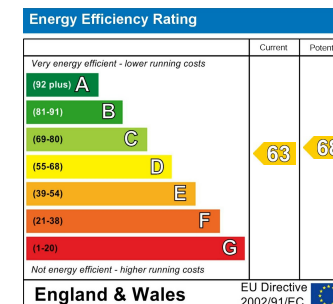 Energy Efficiency Rating
Current Potent
Very energy efficient - lower running costs
(92 plus) A
(81-91) B
(69-80) C
(55-68) D
63 68
(39-54) E
(21-38) F
(1-20) G
Not energy efficient - higher running costs
England & Wales
EU Directive
2002/91/EC